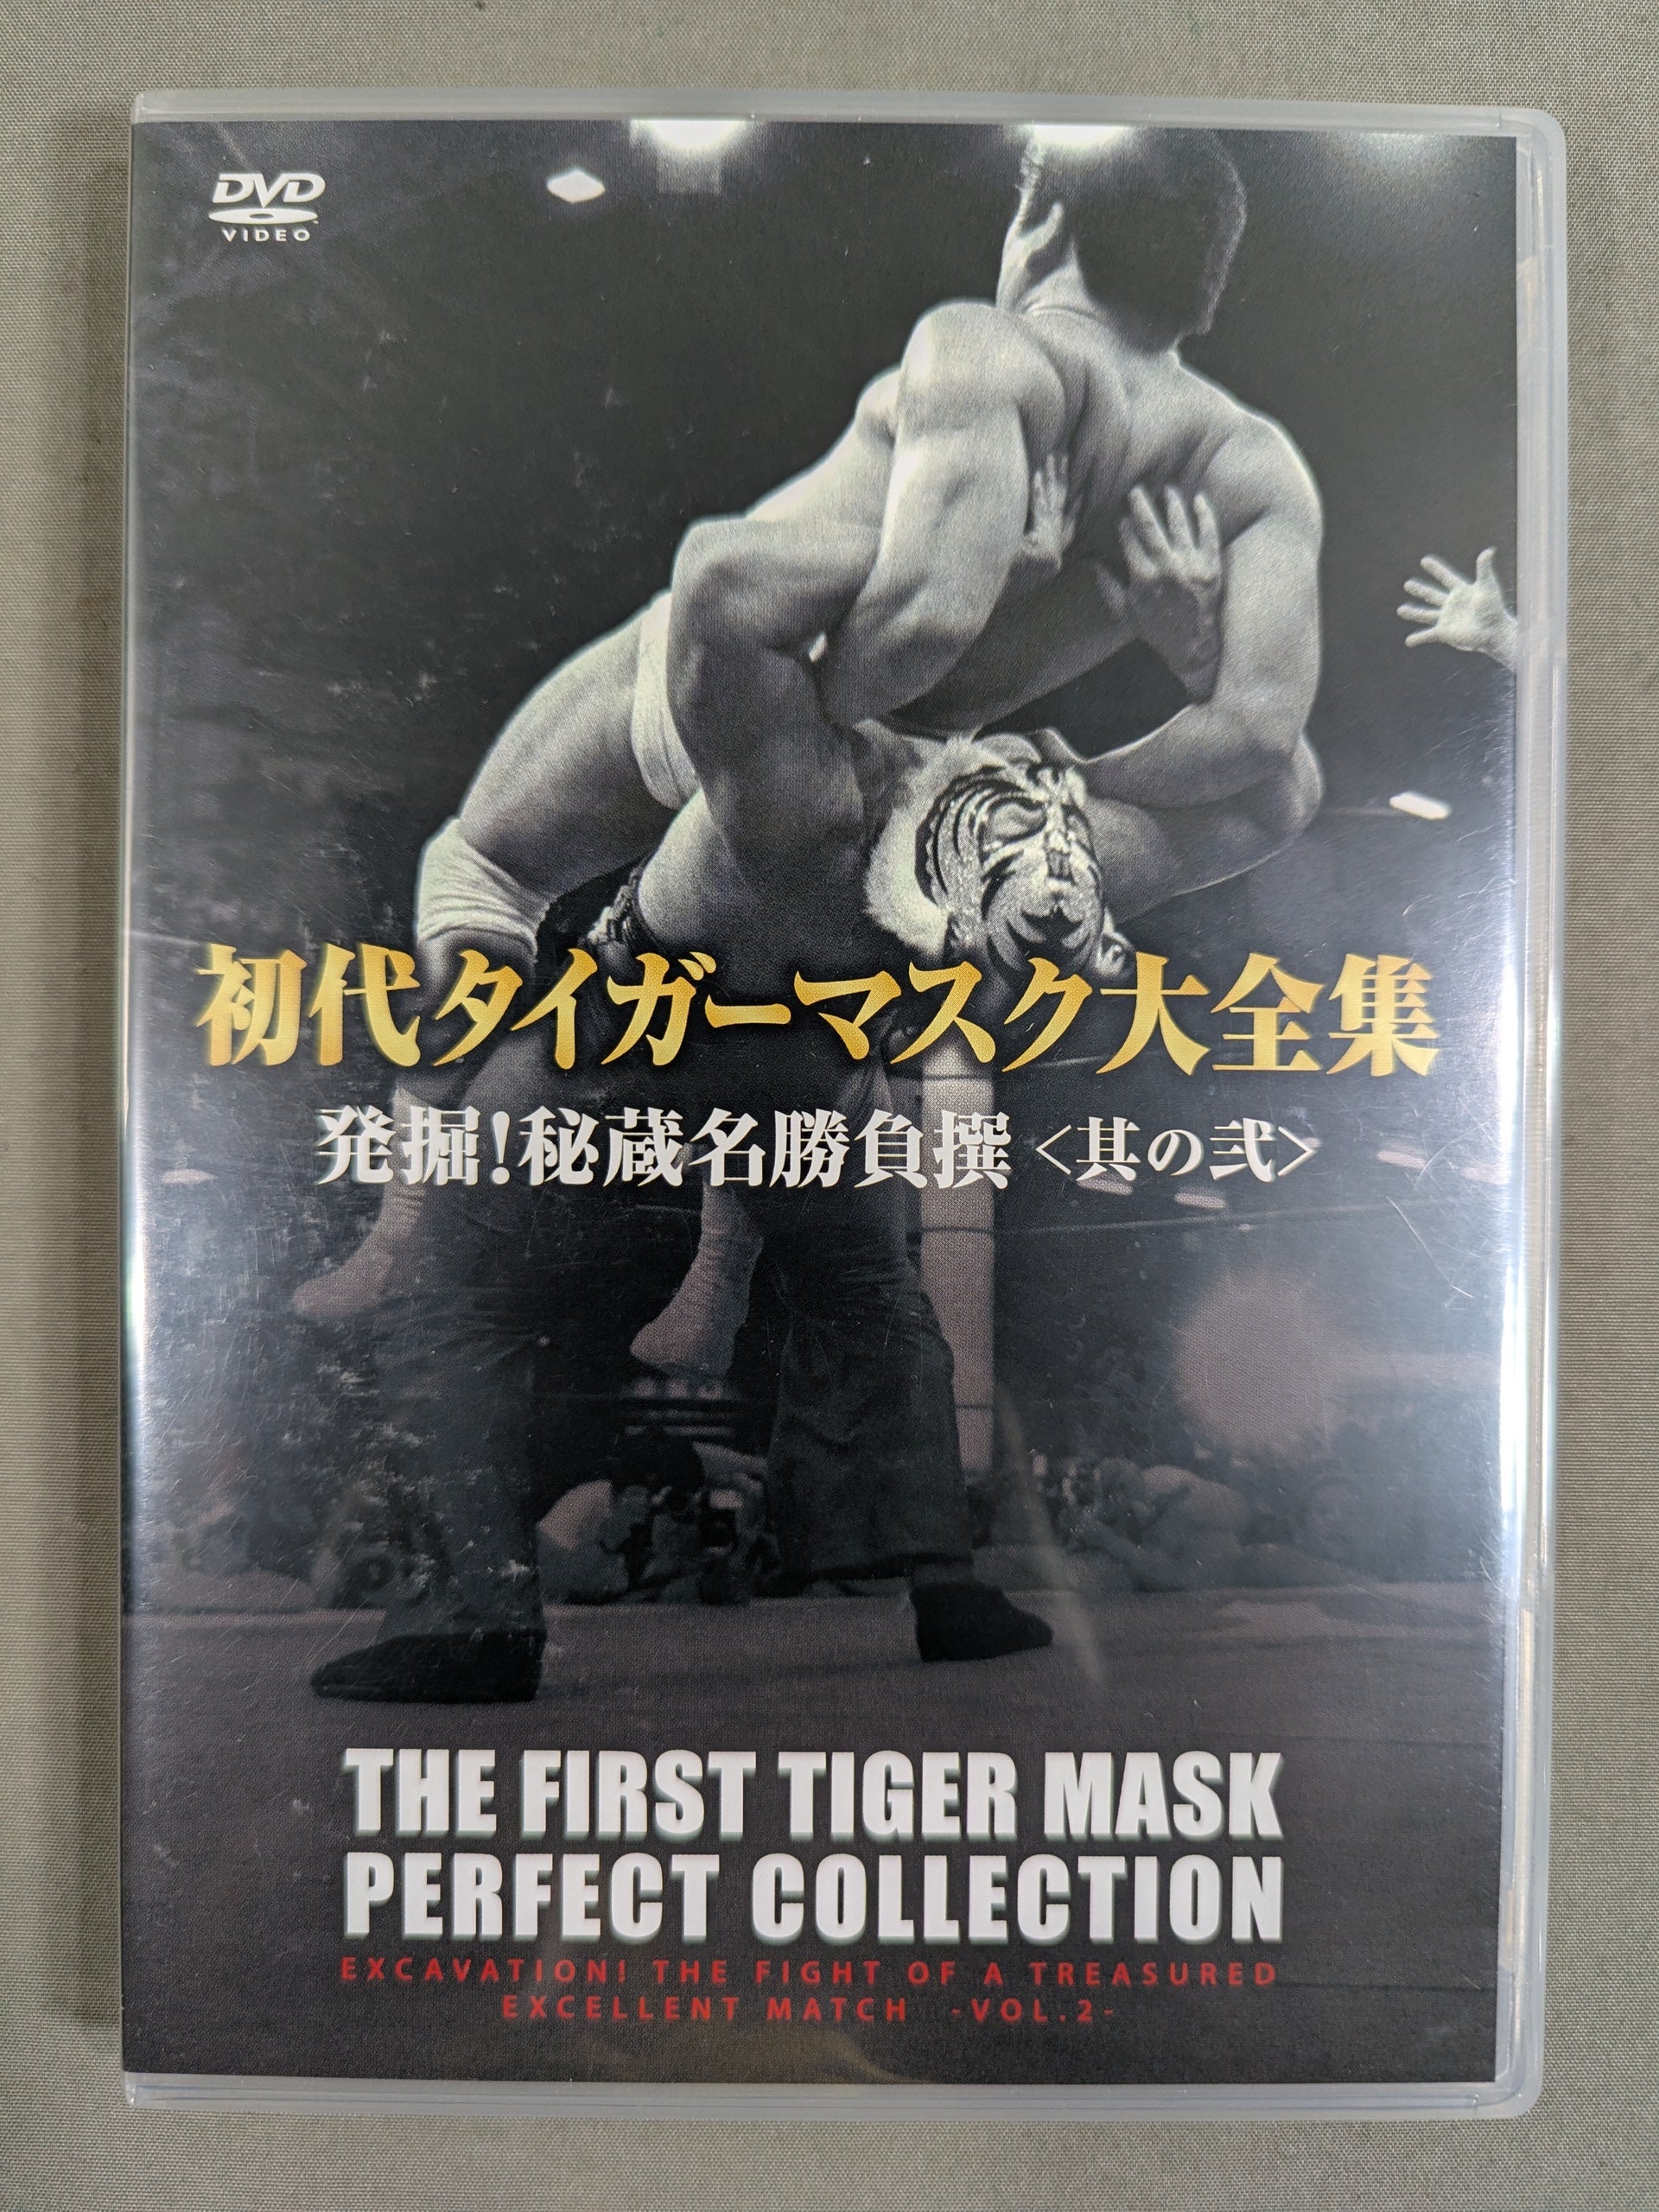 DVD
VIDEO
初代タイガーマスク大全集
発掘!秘蔵名勝負撰<其の弐>
THE FIRST TIGER MASK
PERFECT COLLECTION
EXCAVATION! THE FIGHT OF A TREASURED
EXCELLENT MATCH -VOL.2-